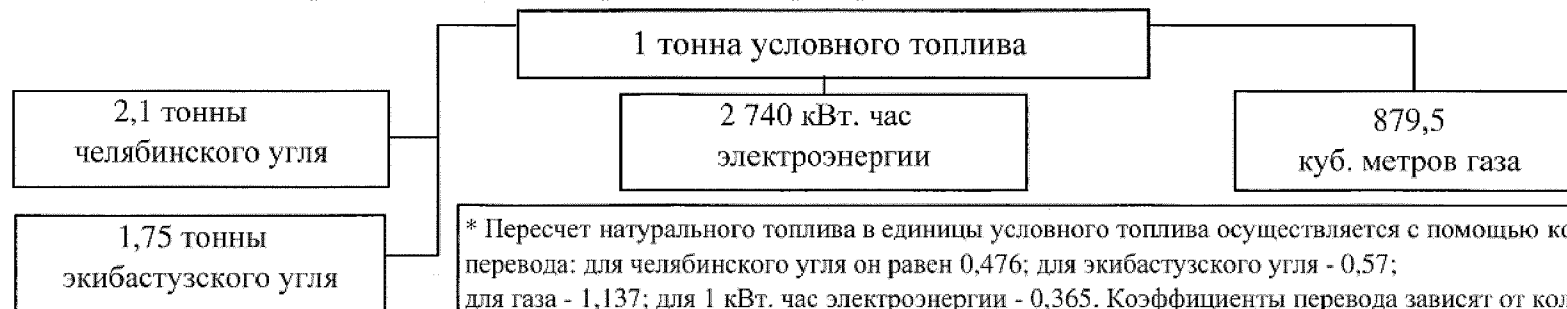 1 тонна условного топлива
2,1 тонны
челябинского угля
2 740 кВт. час
электроэнергии
879,5
куб. метров газа
1,75 тонны
экибастузского угля
* Пересчет натурального топлива в единицы условного топлива осуществляется с помощью
перевода: для челябинского угля он равен 0,476; для экибастузского угля - 0,57;
для газа - 1,137; для 1 кВт. час электроэнергии - 0,365. Коэффициенты перевода зависят от